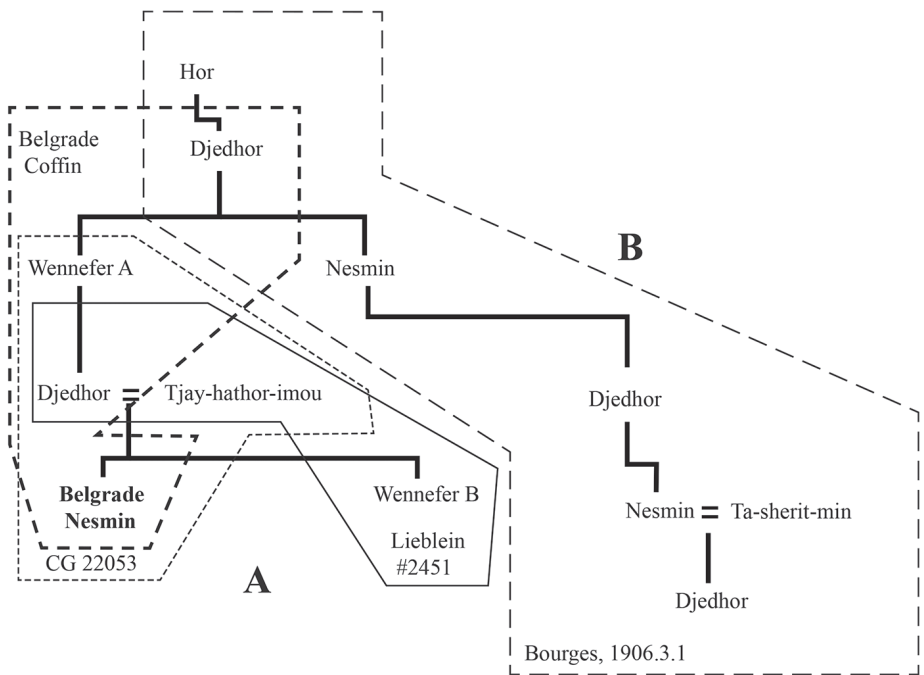 Hor
Belgrade
Coffin
Djedhor
B
Wennefer A
Nesmin
Djedhor = Tjay-hathor-imou
Djedhor
Belgrade
Nesmin
Wennefer B
Nesmin = Ta-sherit-min
Lieblein
#2451
CG 22053
A
Djedhor
Bourges, 1906.3.1